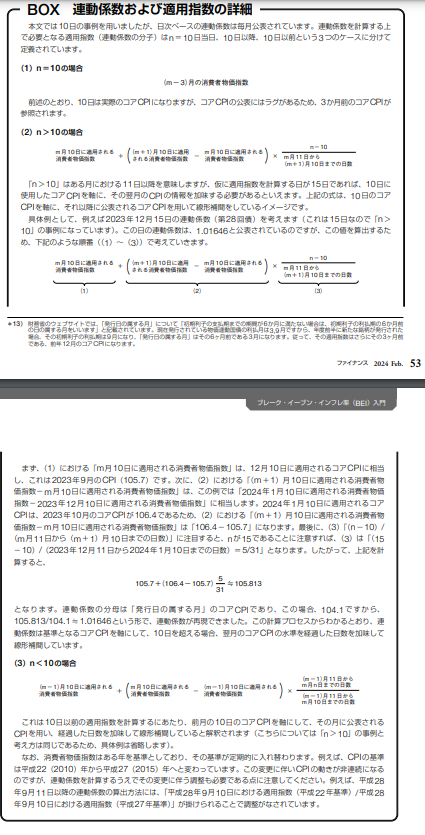 BOX 連動係数および適用指数の詳細
本文では10日の事例を用いましたが、日次ベースの連動係数は毎月公表されています。連動係数を計算する上
で必要となる適用指数（連動係数の分子）はn＝10日当日、10日以降、10日以前という3つのケースに分けて
定義されています。
（1）n＝10の場合
（m－3）月の消費者物価指数
前述のとおり、10日は実際のコアCPIになりますが、コアCPIの公表にはラグがあるため、3か月前のコアCPIが
参照されます。
（2）n>10の場合
m月10日に適用される消費者物価指数 ＋ （（m＋1）月10日に適用される消費者物価指数 － m月10日に適用される消費者物価指数） × n－10 / m月11日から（m＋1）月10日までの日数
「n>10」はある月における11日以降を意味しますが、仮に適用指数を計算する日が15日であれば、10日に
使用したコアCPIを軸に、その翌月のCPIの情報を加味する必要があるといえます。上記の式は、10日のコア
CPIを軸に、それ以降に公表されるコアCPIを用いて線形補間をしているイメージです。
具体例として、例えば2023年12月15日の連動係数（第28回債）を考えます（これは15日なので「n>
10」の事例になっています）。この日の連動係数は、1.01646と公表されているのですが、この値を算出するた
め、下記のような順番（（1）～（3））で考えていきます。
m月10日に適用される消費者物価指数 ＋ （（m＋1）月10日に適用される消費者物価指数 － m月10日に適用される消費者物価指数） × n－10 / m月11日から（m＋1）月10日までの日数
（1） （2） （3）
＊13） 財務省のウェブサイトでは、「発行日の属する月」について「初期利子の支払期までの期間が6か月に満たない場合は、初期利子の利払期の6か月前
の日の属する月をいいます」と記載されています。現在発行されている物価連動国債の利払月は3,9月ですから、年度前半に新たな銘柄が発行された
場合、その初期利子の利払期は9月になり、「発行日の属する月」はその6ヶ月前である3月になります。従って、その適用指数はさらにその3ヶ月前
である、前年12月のコアCPIになります。
ファイナンス 2024 Feb. 53
ブレーク・イーブン・インフレ率（BEI）入門
まず、（1）における「m月10日に適用される消費者物価指数」は、12月10日に適用されるコアCPIに相当
し、これは2023年9月のCPI（105.7）です。次に、（2）における「（m＋1）月10日に適用される消費者物
価指数－m月10日に適用される消費者物価指数」は、この例では「2024年1月10日に適用される消費者物価
指数－2023年12月10日に適用される消費者物価指数」に相当します。2024年1月10日に適用されるコア
CPIは、2023年10月のコアCPIが106.4であるため、（2）における「（m＋1）月10日に適用される消費者物
価指数－m月10日に適用される消費者物価指数」は「106.4－105.7」になります。最後に、（3）「（n－10）/
（m月11日から（m＋1）月10日までの日数）」に注目すると、nが15であることに注意すれば、（3）は「（15
－10）/（2023年12月11日から2024年1月10日までの日数）＝5/31」となります。したがって、上記を計
算すると、
105.7＋（106.4－105.7）5/31≒105.813
となります。連動係数の分母は「発行日の属する月」のコアCPIであり、この場合、104.1ですから、
105.813/104.1≒1.01646という形で、連動係数が再現できました。この計算プロセスからわかるとおり、連
動係数は基準となるコアCPIを軸にして、10日を超える場合、翌月のコアCPIの水準を経過した日数を加味して
線形補間しています。
（3）n<10の場合
（m－1）月10日に適用される消費者物価指数 ＋ （m月10日に適用される消費者物価指数 － （m－1）月10日に適用される消費者物価指数） × （m－1）月11日からm月n日までの日数 / （m－1）月11日からm月10日までの日数
これは10日以前の適用指数を計算するにあたり、前月の10日のコアCPIを軸にして、その月に公表される
CPIを用い、経過した日数を加味して線形補間していると解釈されます（こちらについては「n>10」の事例と
考え方は同じであるため、具体例は省略します）。
なお、消費者物価指数はある年を基準としており、その基準が定期的に入れ替わります。例えば、CPIの基準
は平成22（2010）年から平成27（2015）年へと変わっています。この変更に伴いCPIの動きが非連続になる
のですが、連動係数を計算するうえでその変更に伴う調整も必要である点に注意してください。例えば、平成28
年9月11日以降の連動係数の算出方法には、「平成28年9月10日における適用指数（平成22年基準）/平成28
年9月10日における適用指数（平成27年基準）」が掛けられることで調整がなされています。